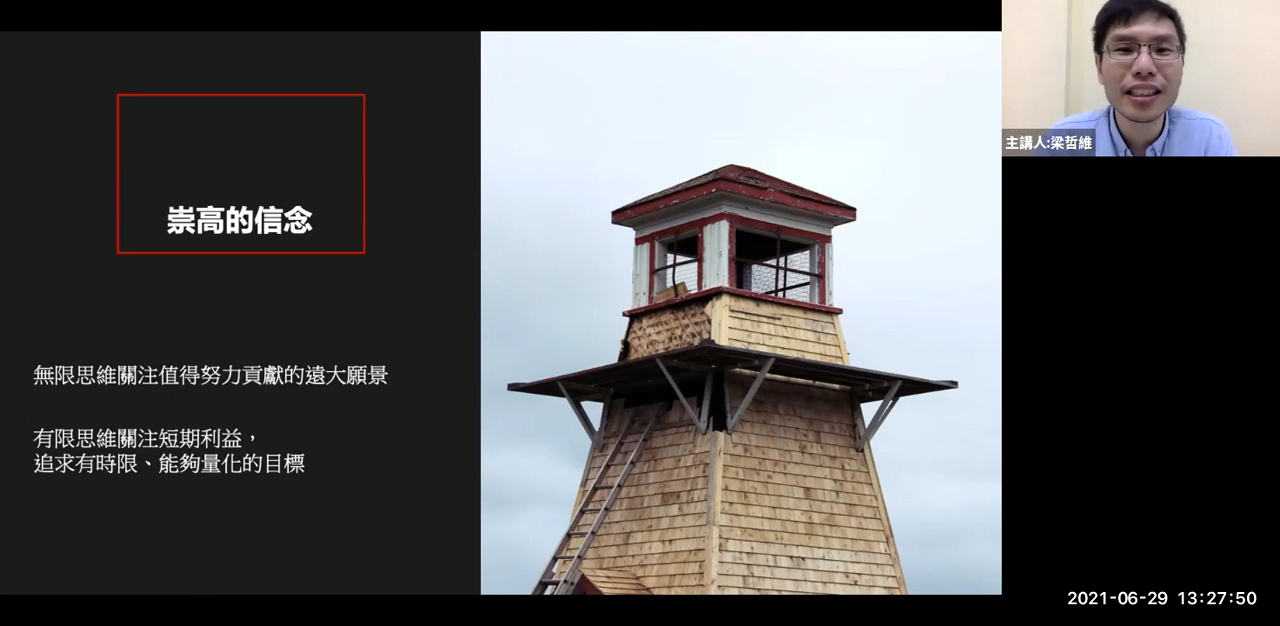 崇高的信念
無限思維關注值得努力貢獻的遠大願景
有限思維關注短期利益，
追求有時限、能夠量化的目標
主講人:梁哲維
2021-06-29 13:27:50